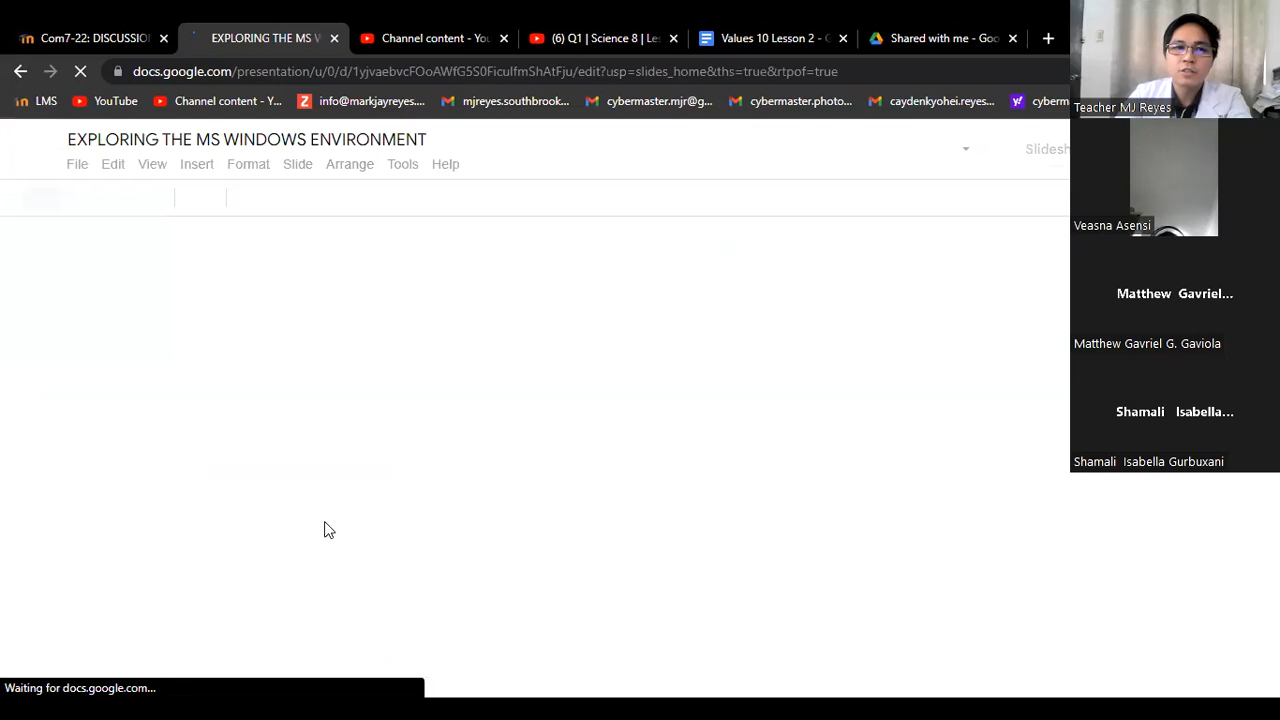 Com7-22: DISCUSSIO
EXPLORING THE MS W
Channel content - You
(6) Q1 | Science 8 | Les
Values 10 Lesson 2 - G
Shared with me - Goo
docs.google.com/presentation/u/0/d/1yjvaebvcFOoAWfG5S0FicuIfmShAtFju/edit?usp=slides_home&ths=true&rtpof=true
LMS
YouTube
Channel content - Y...
info@markjayreyes....
mjreyes.southbrook...
cybermaster.mjr@g...
cybermaster.photo...
caydenkyohei.reyes...
cyberm
EXPLORING THE MS WINDOWS ENVIRONMENT
File Edit View Insert Format Slide Arrange Tools Help
Slidesh
Teacher MJ Reyes
Veasna Asensi
Matthew Gavriel...
Matthew Gavriel G. Gaviola
Shamali Isabella...
Shamali Isabella Gurbuxani
Waiting for docs.google.com...